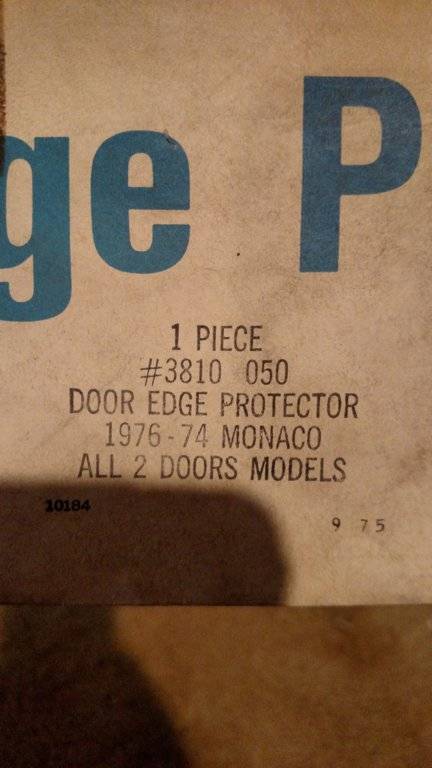 ge P
1 PIECE
#3810 050
DOOR EDGE PROTECTOR
1976-74 MONACO
ALL 2 DOORS MODELS
10184
9 75